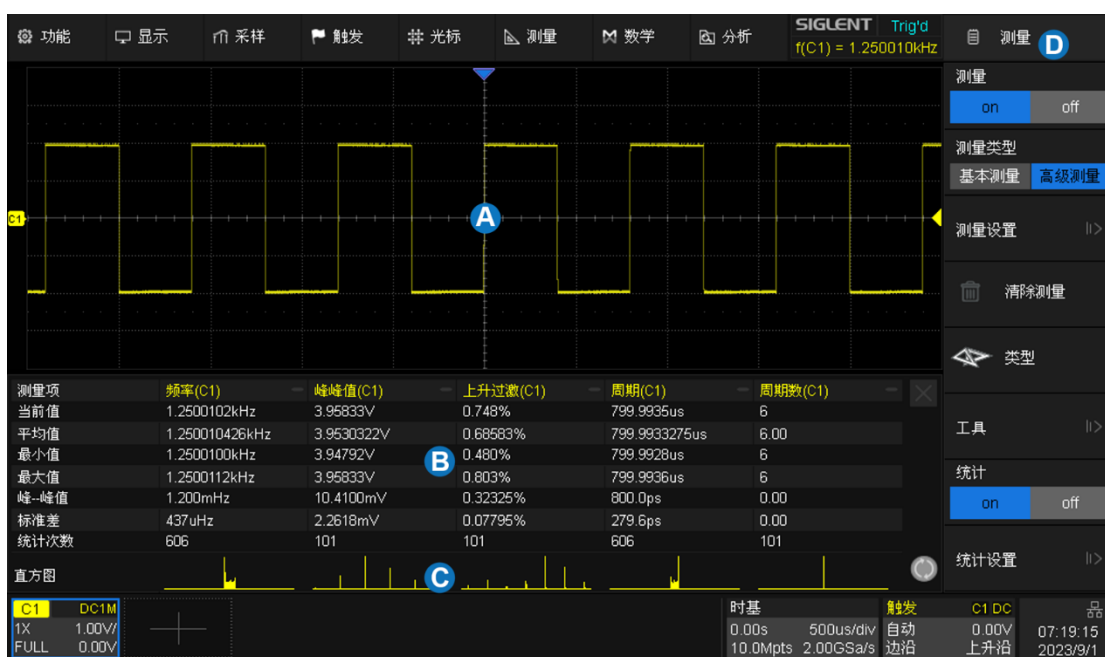 功能 显示 采样 触发 光标 测量 数学 分析 SIGLENT Trig'd
f(C1) = 1.250010kHz
测量 D
测量
on off
测量类型
基本测量 高级测量
测量设置
清除测量
类型
工具
统计
on off
统计设置
C1
A
测量项 频率(C1) 峰峰值(C1) 上升过激(C1) 周期(C1) 周期数(C1)
当前值 1.2500102kHz 3.95833V 0.748% 799.9935us 6
平均值 1.250010426kHz 3.9530322V 0.68583% 799.9933275us 6.00
最小值 1.2500100kHz 3.94792V 0.480% 799.9928us 6
B
最大值 1.2500112kHz 3.95833V 0.803% 799.9936us 6
峰--峰值 1.200mHz 10.4100mV 0.32325% 800.0ps 0.00
标准差 437uHz 2.2618mV 0.07795% 279.6ps 0.00
统计次数 606 101 101 606 101
直方图 C
C1 DC1M
1X 1.00V/
FULL 0.00V
时基
0.00s 500us/div
10.0Mpts 2.00GSa/s
触发 C1 DC
自动 0.00V
边沿 上升沿
07:19:15
2023/9/1